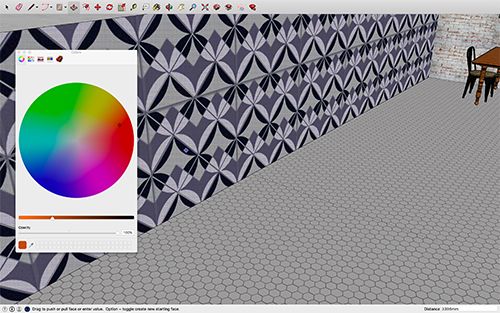 Colors
Opacity
100%
Drag to push or pull face or enter value. Option = toggle create new starting face.
Distance